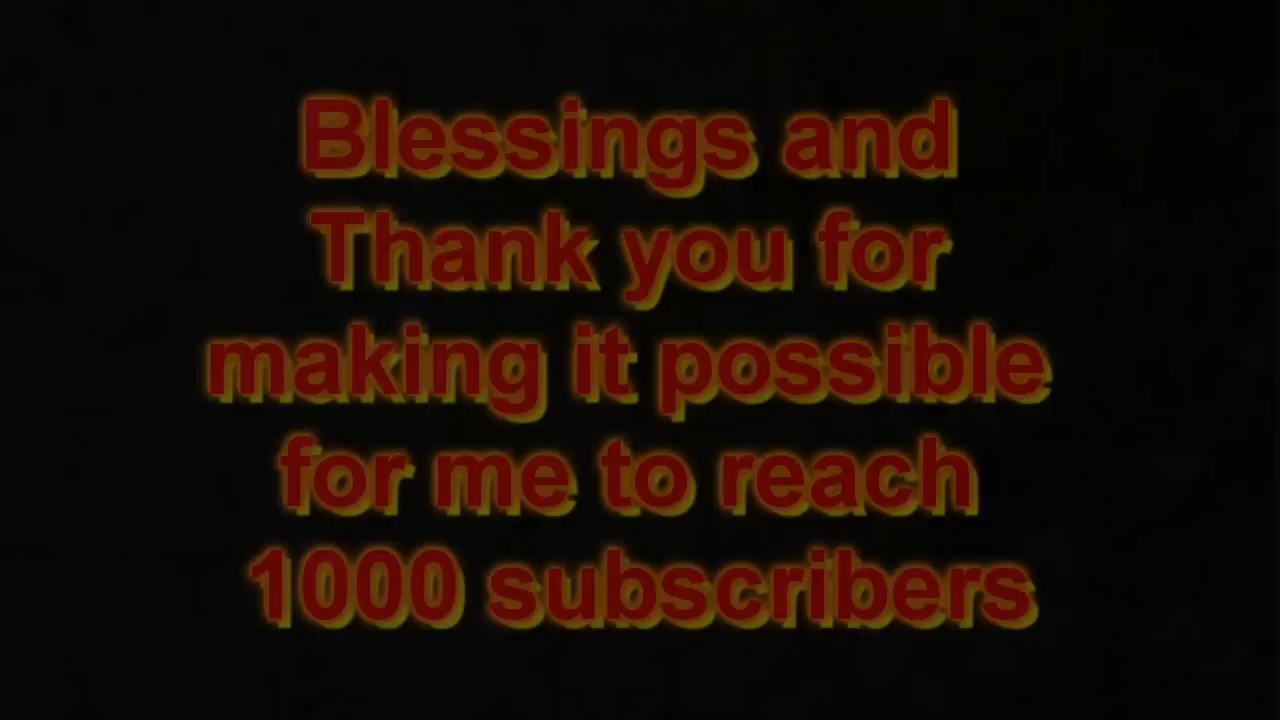 Blessings and
Thank you for
making it possible
for me to reach
1000 subscribers